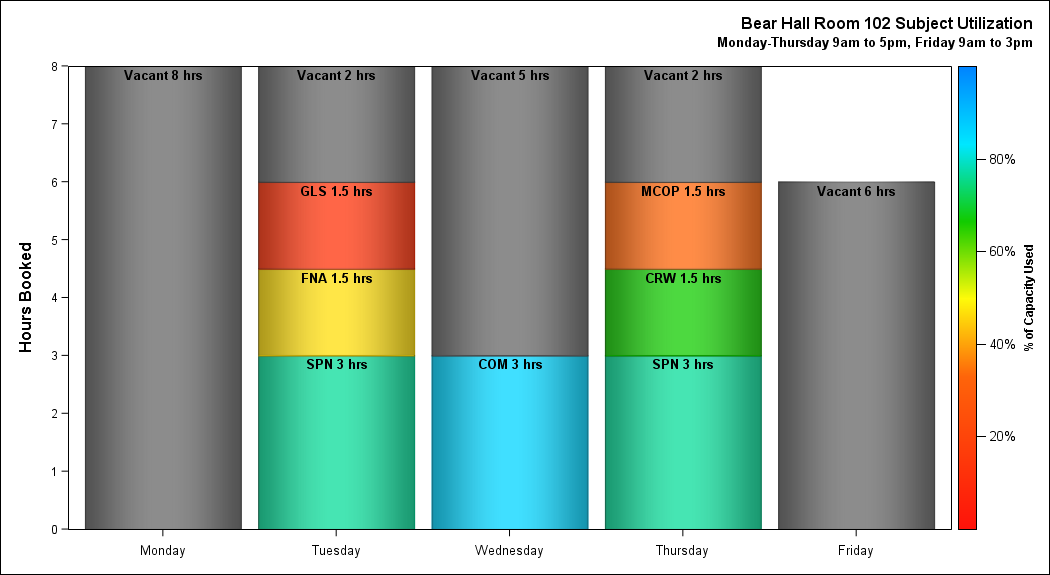 Bear Hall Room 102 Subject Utilization
Monday-Thursday 9am to 5pm, Friday 9am to 3pm
Hours Booked
8
7
6
5
4
3
2
1
0
Vacant 8 hrs
Vacant 2 hrs
GLS 1.5 hrs
FNA 1.5 hrs
SPN 3 hrs
Vacant 5 hrs
COM 3 hrs
Vacant 2 hrs
MCOP 1.5 hrs
CRW 1.5 hrs
SPN 3 hrs
Vacant 6 hrs
Monday
Tuesday
Wednesday
Thursday
Friday
80%
60%
40%
20%
% of Capacity Used